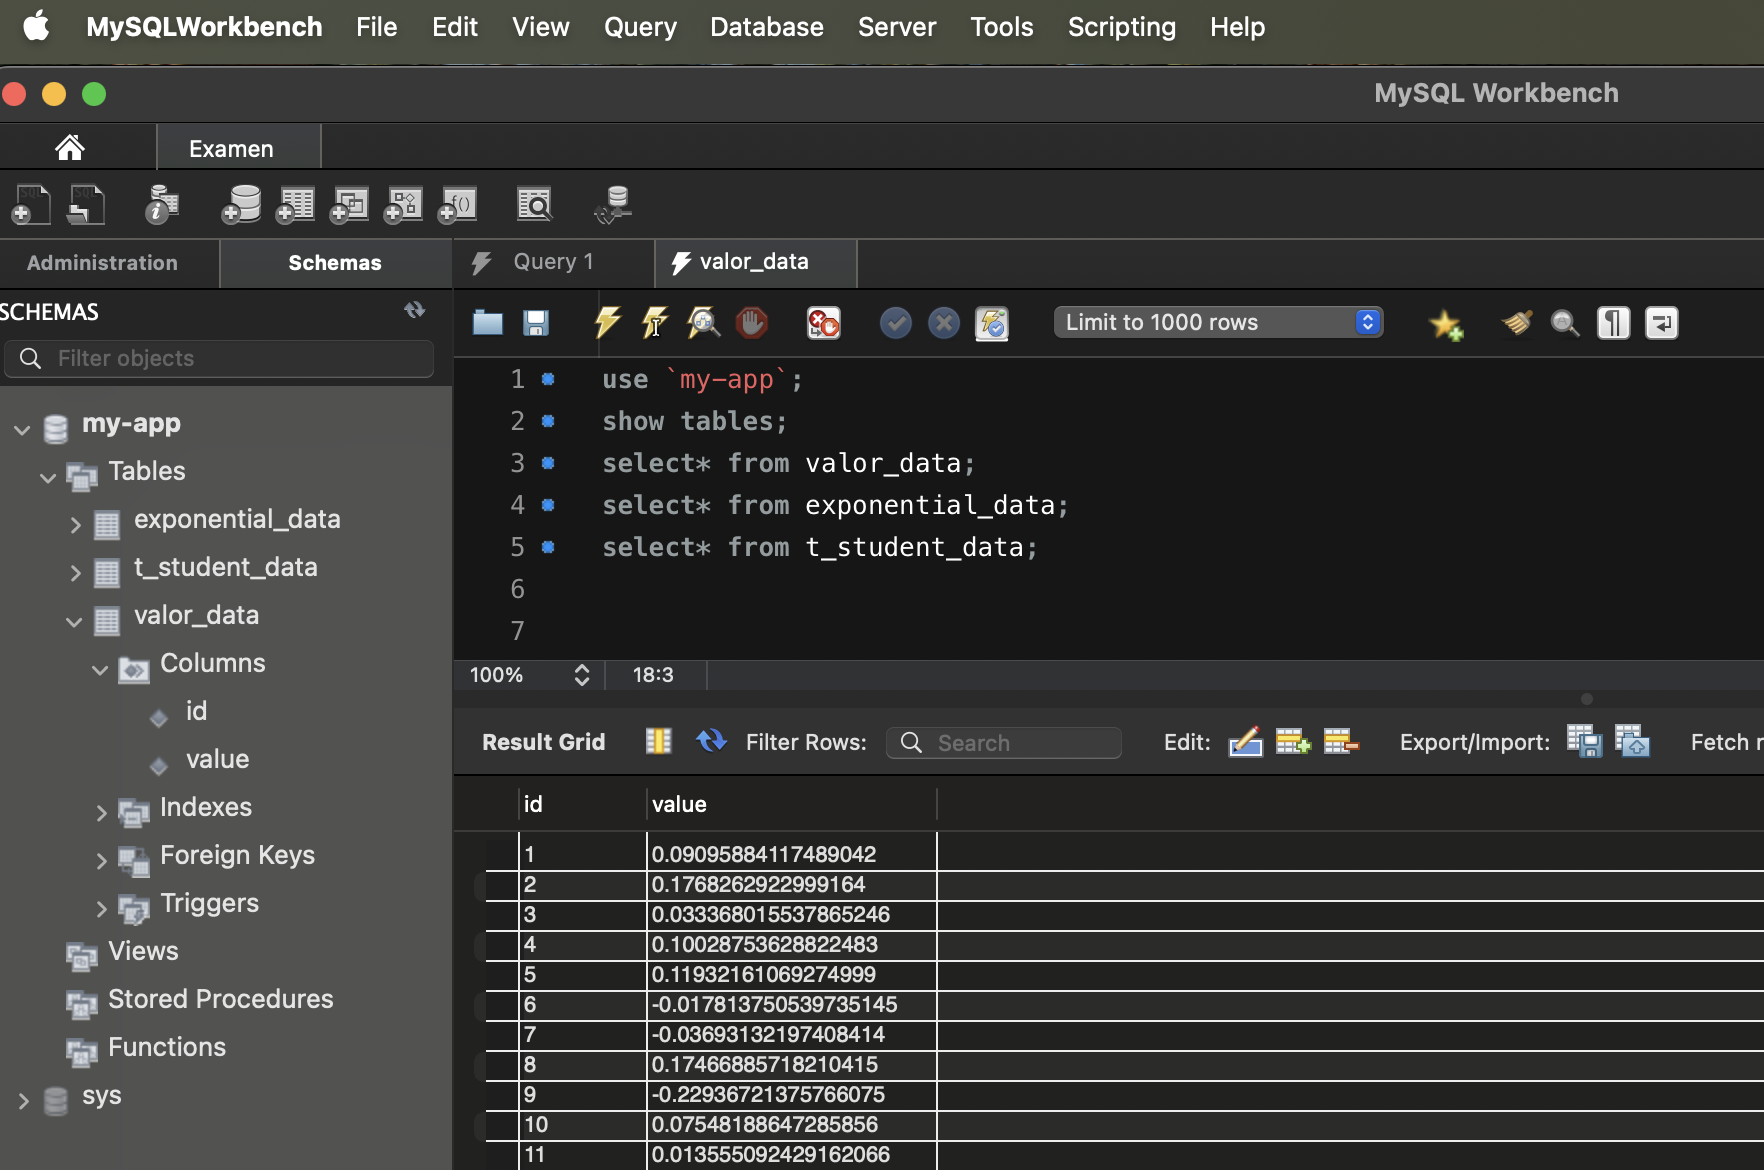 MySQLWorkbench File Edit View Query Database Server Tools Scripting Help
MySQL Workbench
Examen
Administration Schemas
Query 1 valor_data
SCHEMAS
Filter objects
Limit to 1000 rows
my-app
Tables
exponential_data
t_student_data
valor_data
Columns
id
value
Indexes
Foreign Keys
Triggers
Views
Stored Procedures
Functions
sys
1 use `my-app`;
2 show tables;
3 select* from valor_data;
4 select* from exponential_data;
5 select* from t_student_data;
6
7
100% 18:3
Result Grid Filter Rows: Search Edit: Export/Import: Fetch r
id value
1 0.09095884117489042
2 0.1768262922999164
3 0.033368015537865246
4 0.10028753628822483
5 0.11932161069274999
6 -0.017813750539735145
7 -0.03693132197408414
8 0.17466885718210415
9 -0.22936721375766075
10 0.07548188647285856
11 0.013555092429162066